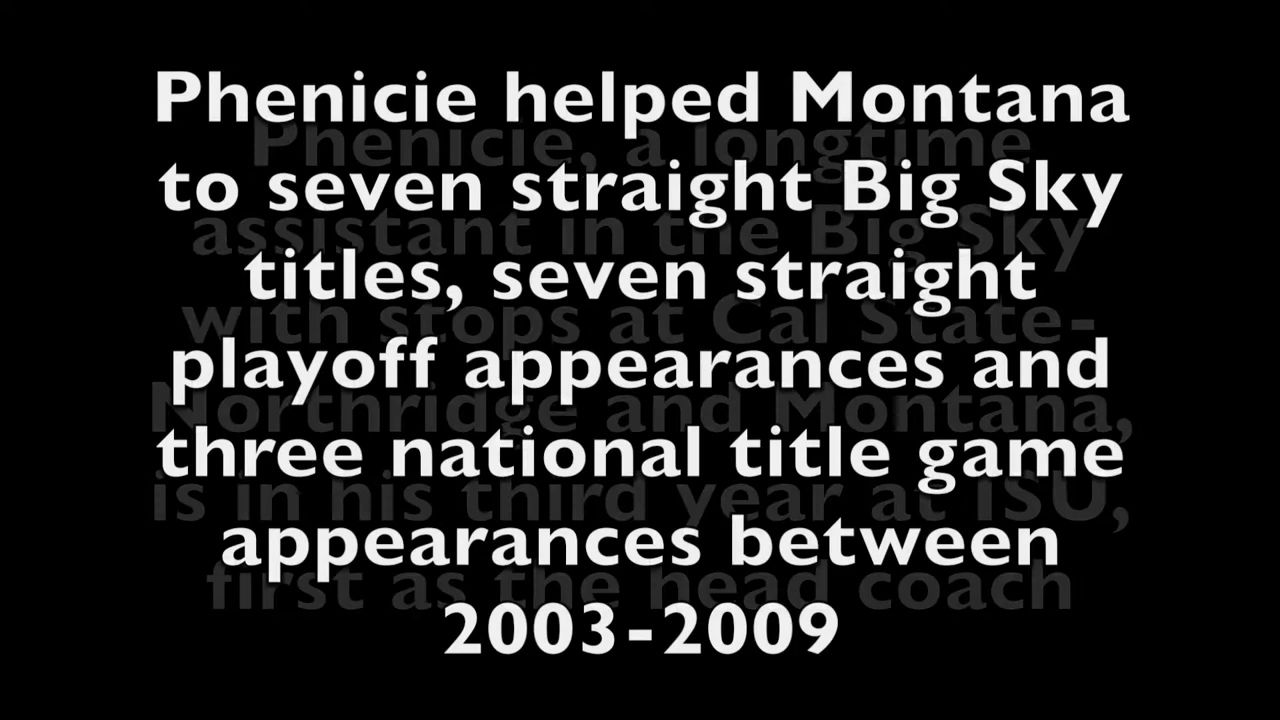 Phenicie helped Montana
to seven straight Big Sky
titles, seven straight
playoff appearances and
three national title game
appearances between
2003-2009
Phenicie, a longtime
assistant in the Big Sky
with stops at Cal State-
Northridge and Montana,
is in his third year at ISU,
first as the head coach